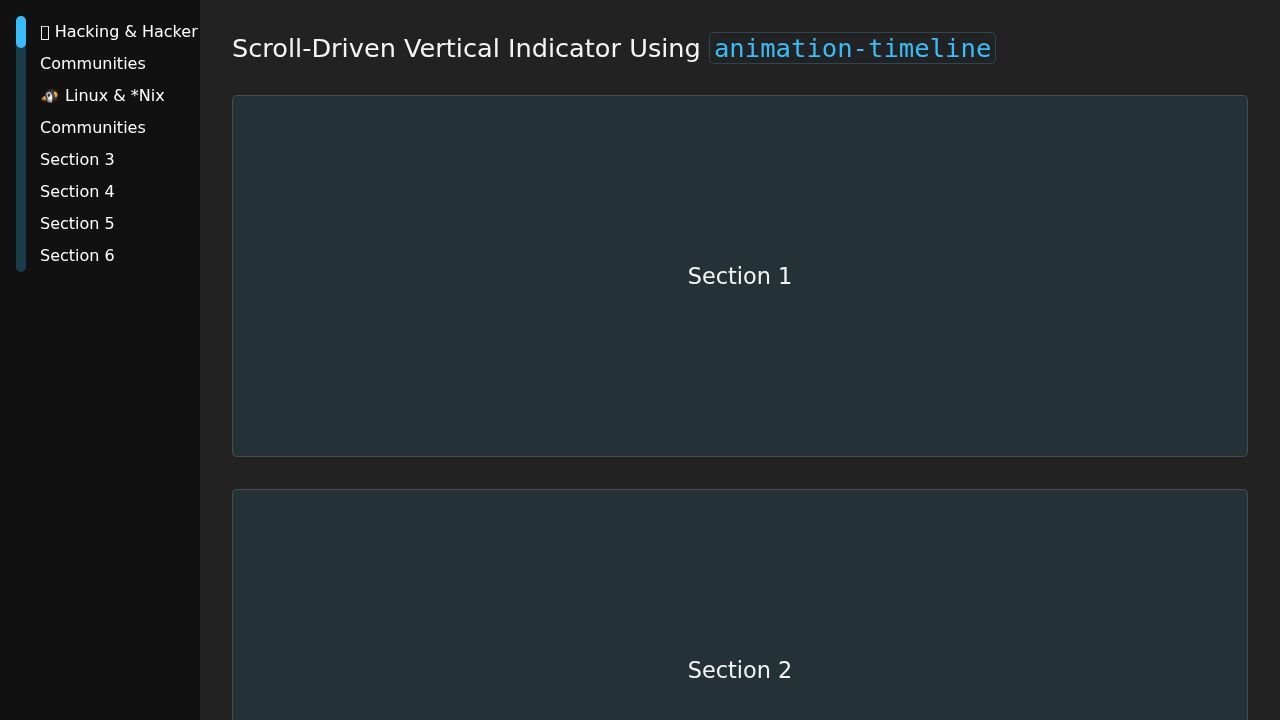 Hacking & Hacker
Communities
🐧 Linux & *Nix
Communities
Section 3
Section 4
Section 5
Section 6
Scroll-Driven Vertical Indicator Using animation-timeline
Section 1
Section 2